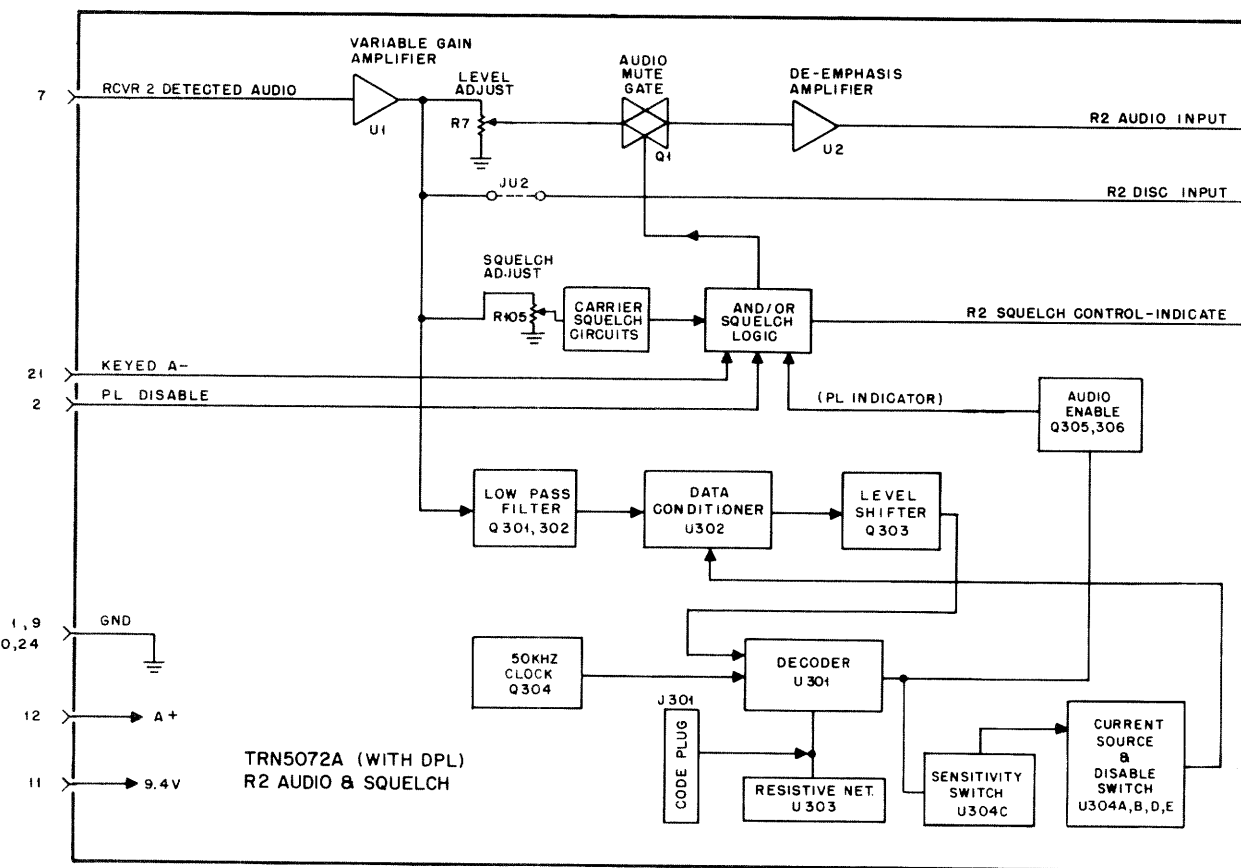 VARIABLE GAIN
AMPLIFIER
LEVEL
ADJUST
AUDIO
MUTE
GATE
DE-EMPHASIS
AMPLIFIER
7
RCVR 2 DETECTED AUDIO
U1
R7
Q1
U2
R2 AUDIO INPUT
JU2
R2 DISC INPUT
SQUELCH
ADJUST
R105
CARRIER
SQUELCH
CIRCUITS
AND/OR
SQUELCH
LOGIC
R2 SQUELCH CONTROL-INDICATE
21
KEYED A-
2
PL DISABLE
(PL INDICATOR)
AUDIO
ENABLE
Q305,306
LOW PASS
FILTER
Q301,302
DATA
CONDITIONER
U302
LEVEL
SHIFTER
Q303
1,9
0,24
GND
50KHZ
CLOCK
Q304
DECODER
U301
J301
CODE PLUG
RESISTIVE NET.
U303
SENSITIVITY
SWITCH
U304C
CURRENT
SOURCE
&
DISABLE
SWITCH
U304A,B,D,E
12
A+
11
9.4V
TRN5072A (WITH DPL)
R2 AUDIO & SQUELCH